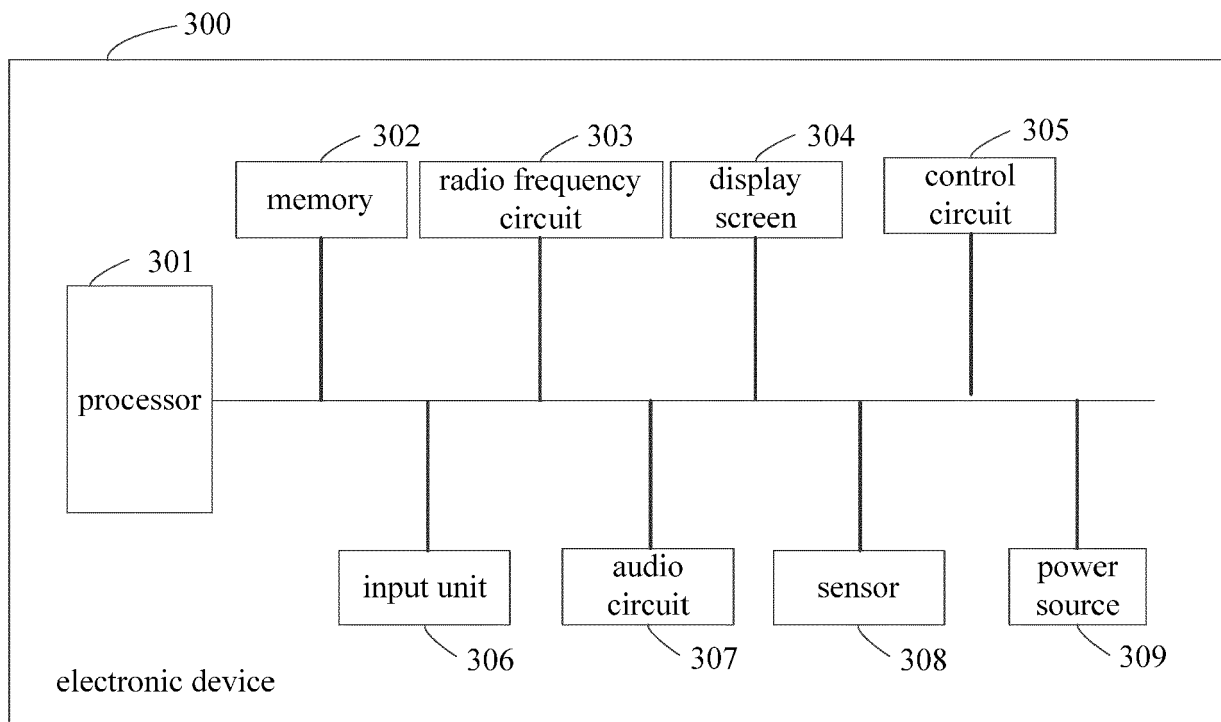 300
302
303
304
305
memory
radio frequency
circuit
display
screen
control
circuit
301
processor
input unit
audio
circuit
sensor
power
source
306
307
308
309
electronic device